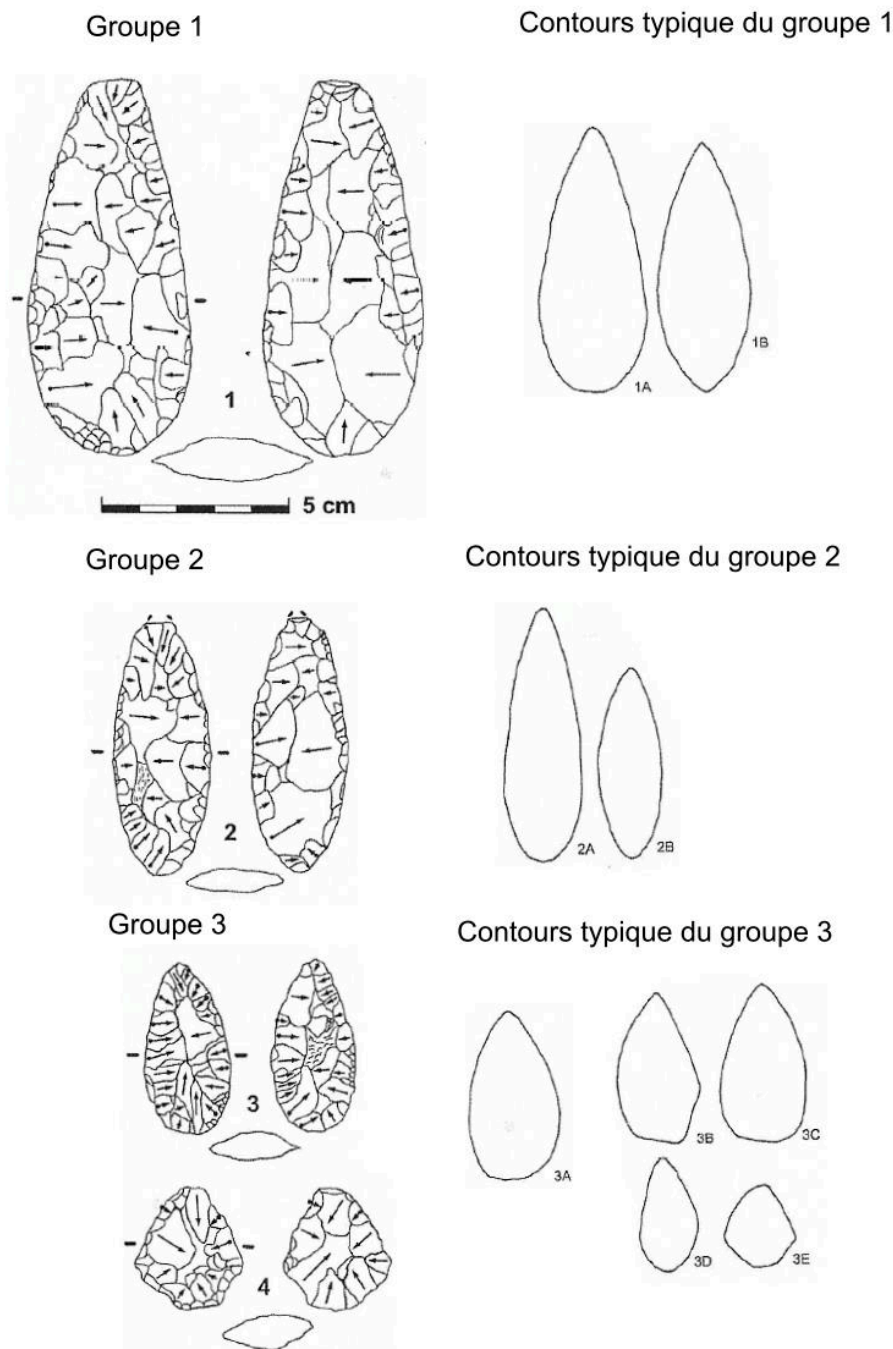 Groupe 1
Contours typique du groupe 1
1A
1B
1
5 cm
Groupe 2
Contours typique du groupe 2
2
2A
2B
Groupe 3
Contours typique du groupe 3
3
3A
3B
3C
4
3D
3E